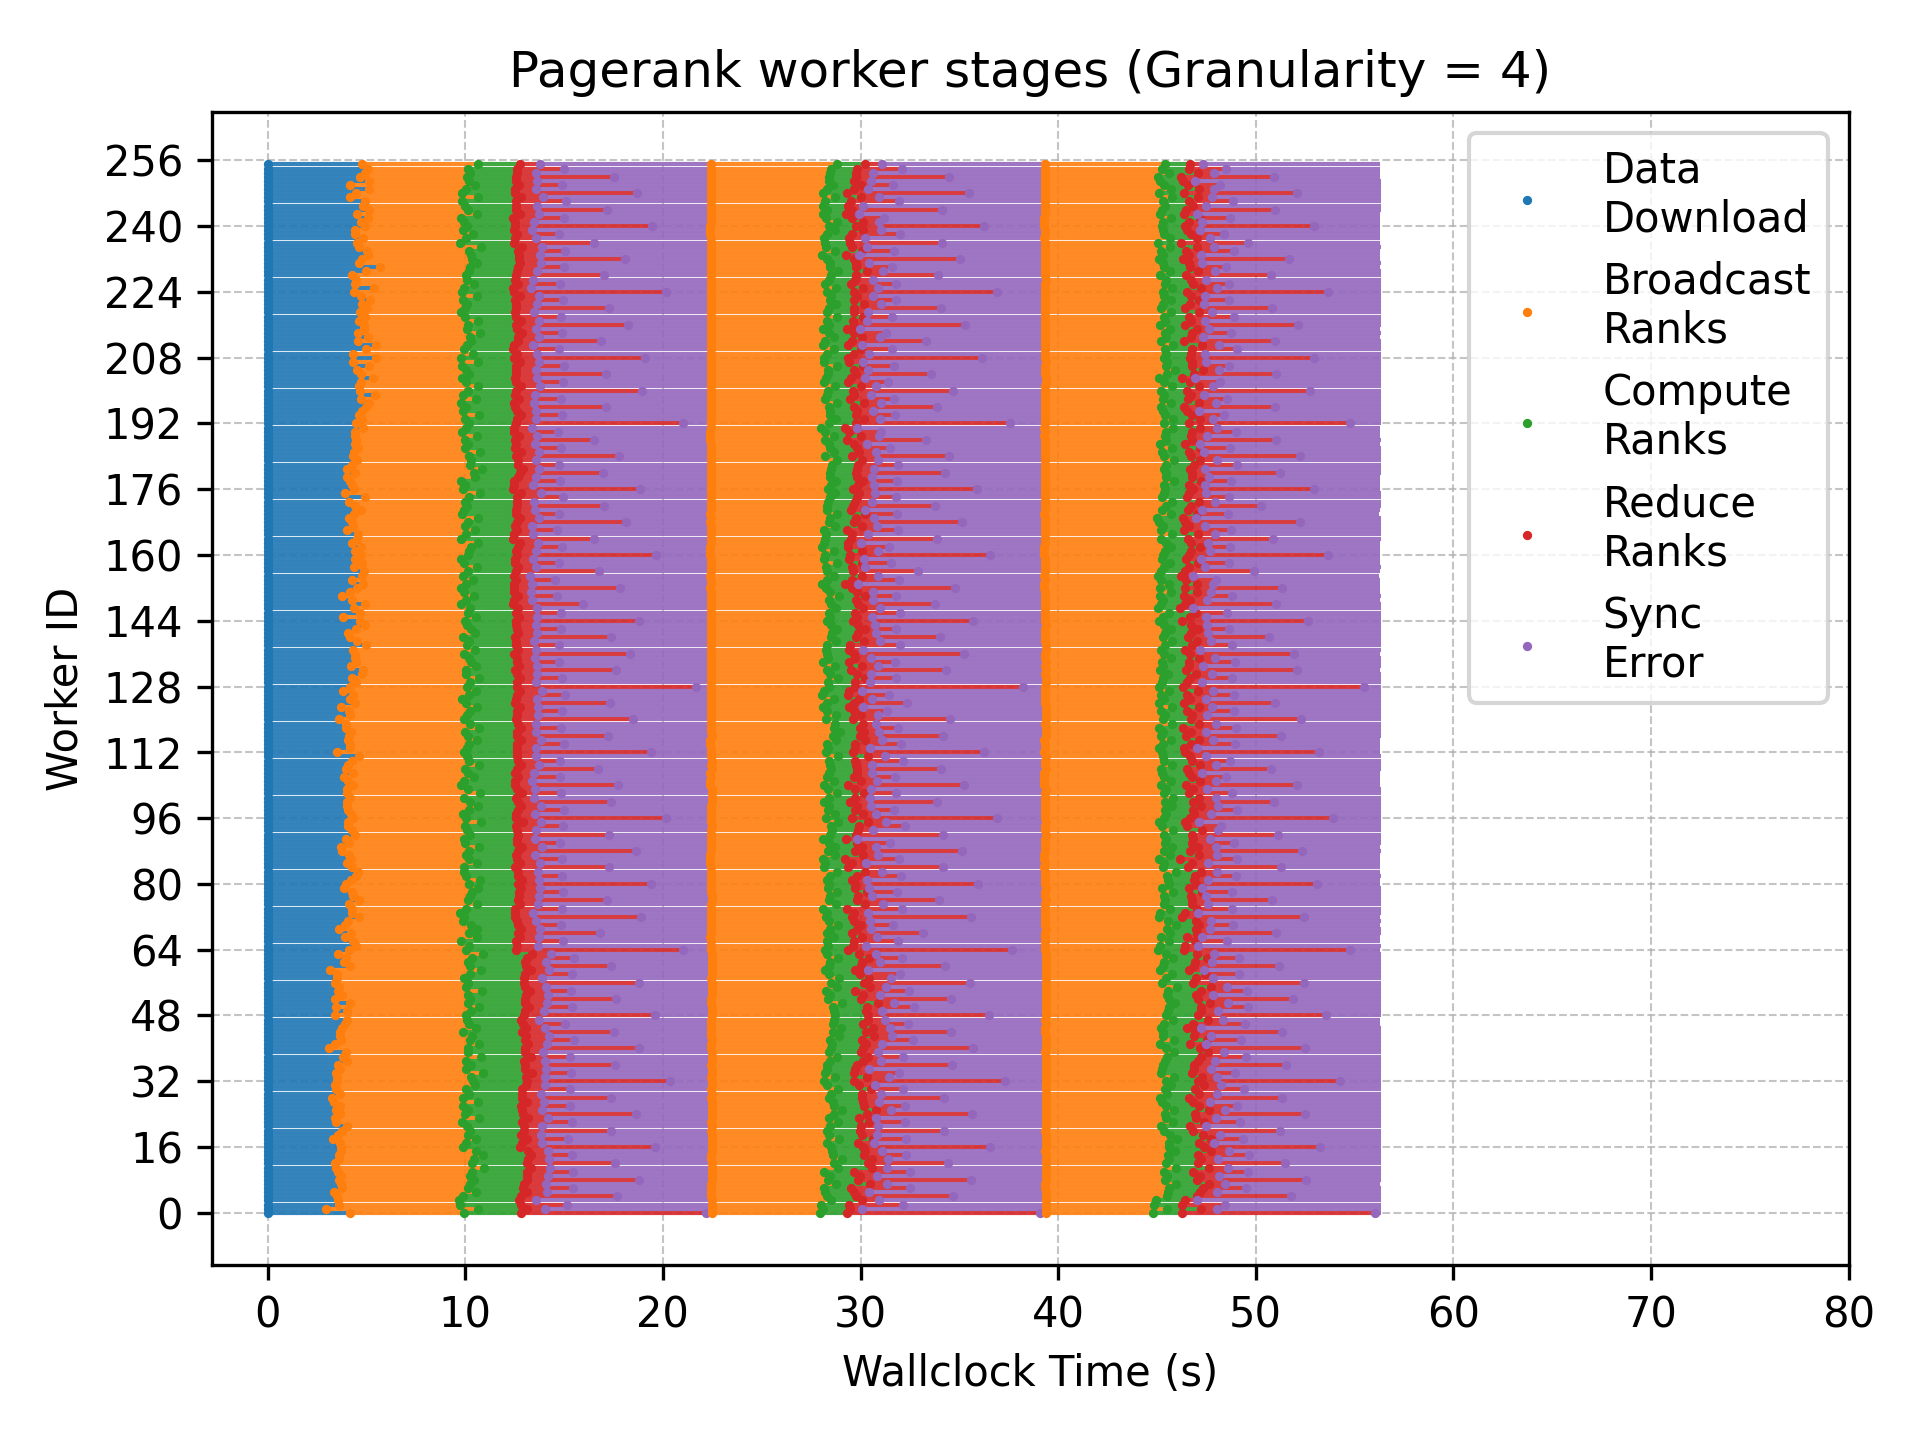 Pagerank worker stages (Granularity = 4)
Worker ID
256
240
224
208
192
176
160
144
128
112
96
80
64
48
32
16
0
Data
Download
Broadcast
Ranks
Compute
Ranks
Reduce
Ranks
Sync
Error
0 10 20 30 40 50 60 70 80
Wallclock Time (s)